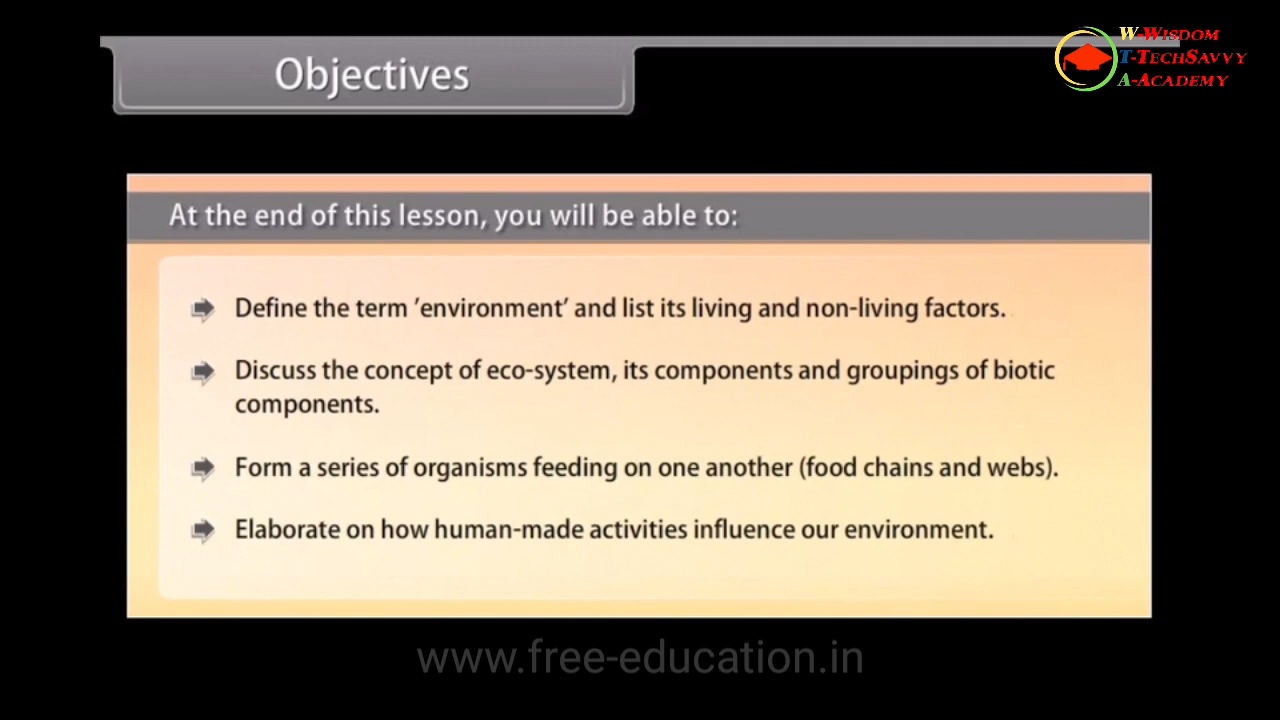 Objectives
W-Wisdom
T-TechSavvy
A-Academy
At the end of this lesson, you will be able to:
Define the term ’environment’ and list its living and non-living factors.
Discuss the concept of eco-system, its components and groupings of biotic
components.
Form a series of organisms feeding on one another (food chains and webs).
Elaborate on how human-made activities influence our environment.
www.free-education.in